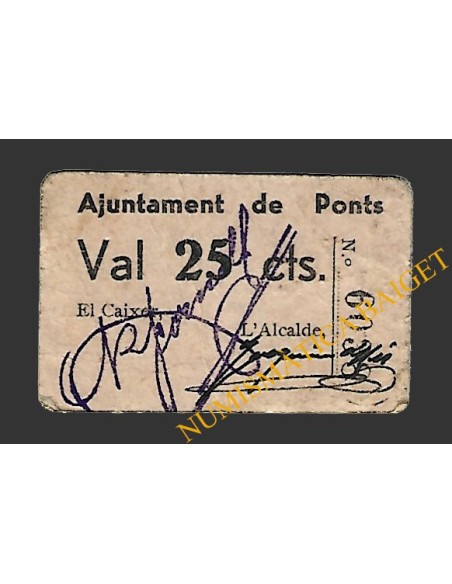 Ajuntament de Ponts
Val 25 cts.
El Caixer,
L'Alcalde,
N.o
NUMISMATICA BAIGET